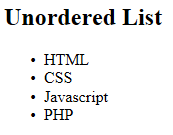 Unordered List
• HTML
• CSS
• Javascript
• PHP